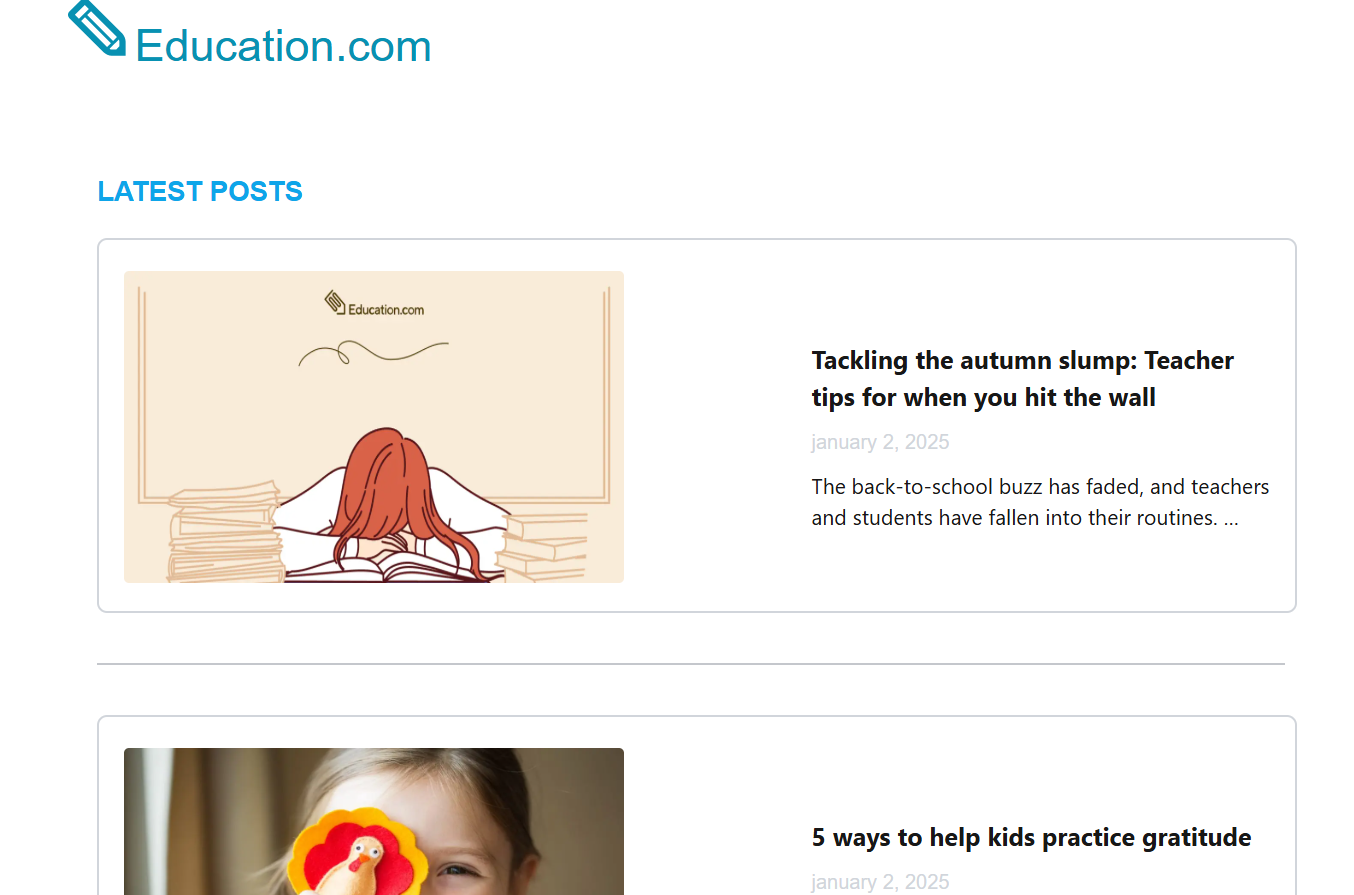 Education.com
LATEST POSTS
Education.com
Tackling the autumn slump: Teacher
tips for when you hit the wall
january 2, 2025
The back-to-school buzz has faded, and teachers
and students have fallen into their routines. ...
5 ways to help kids practice gratitude
january 2, 2025